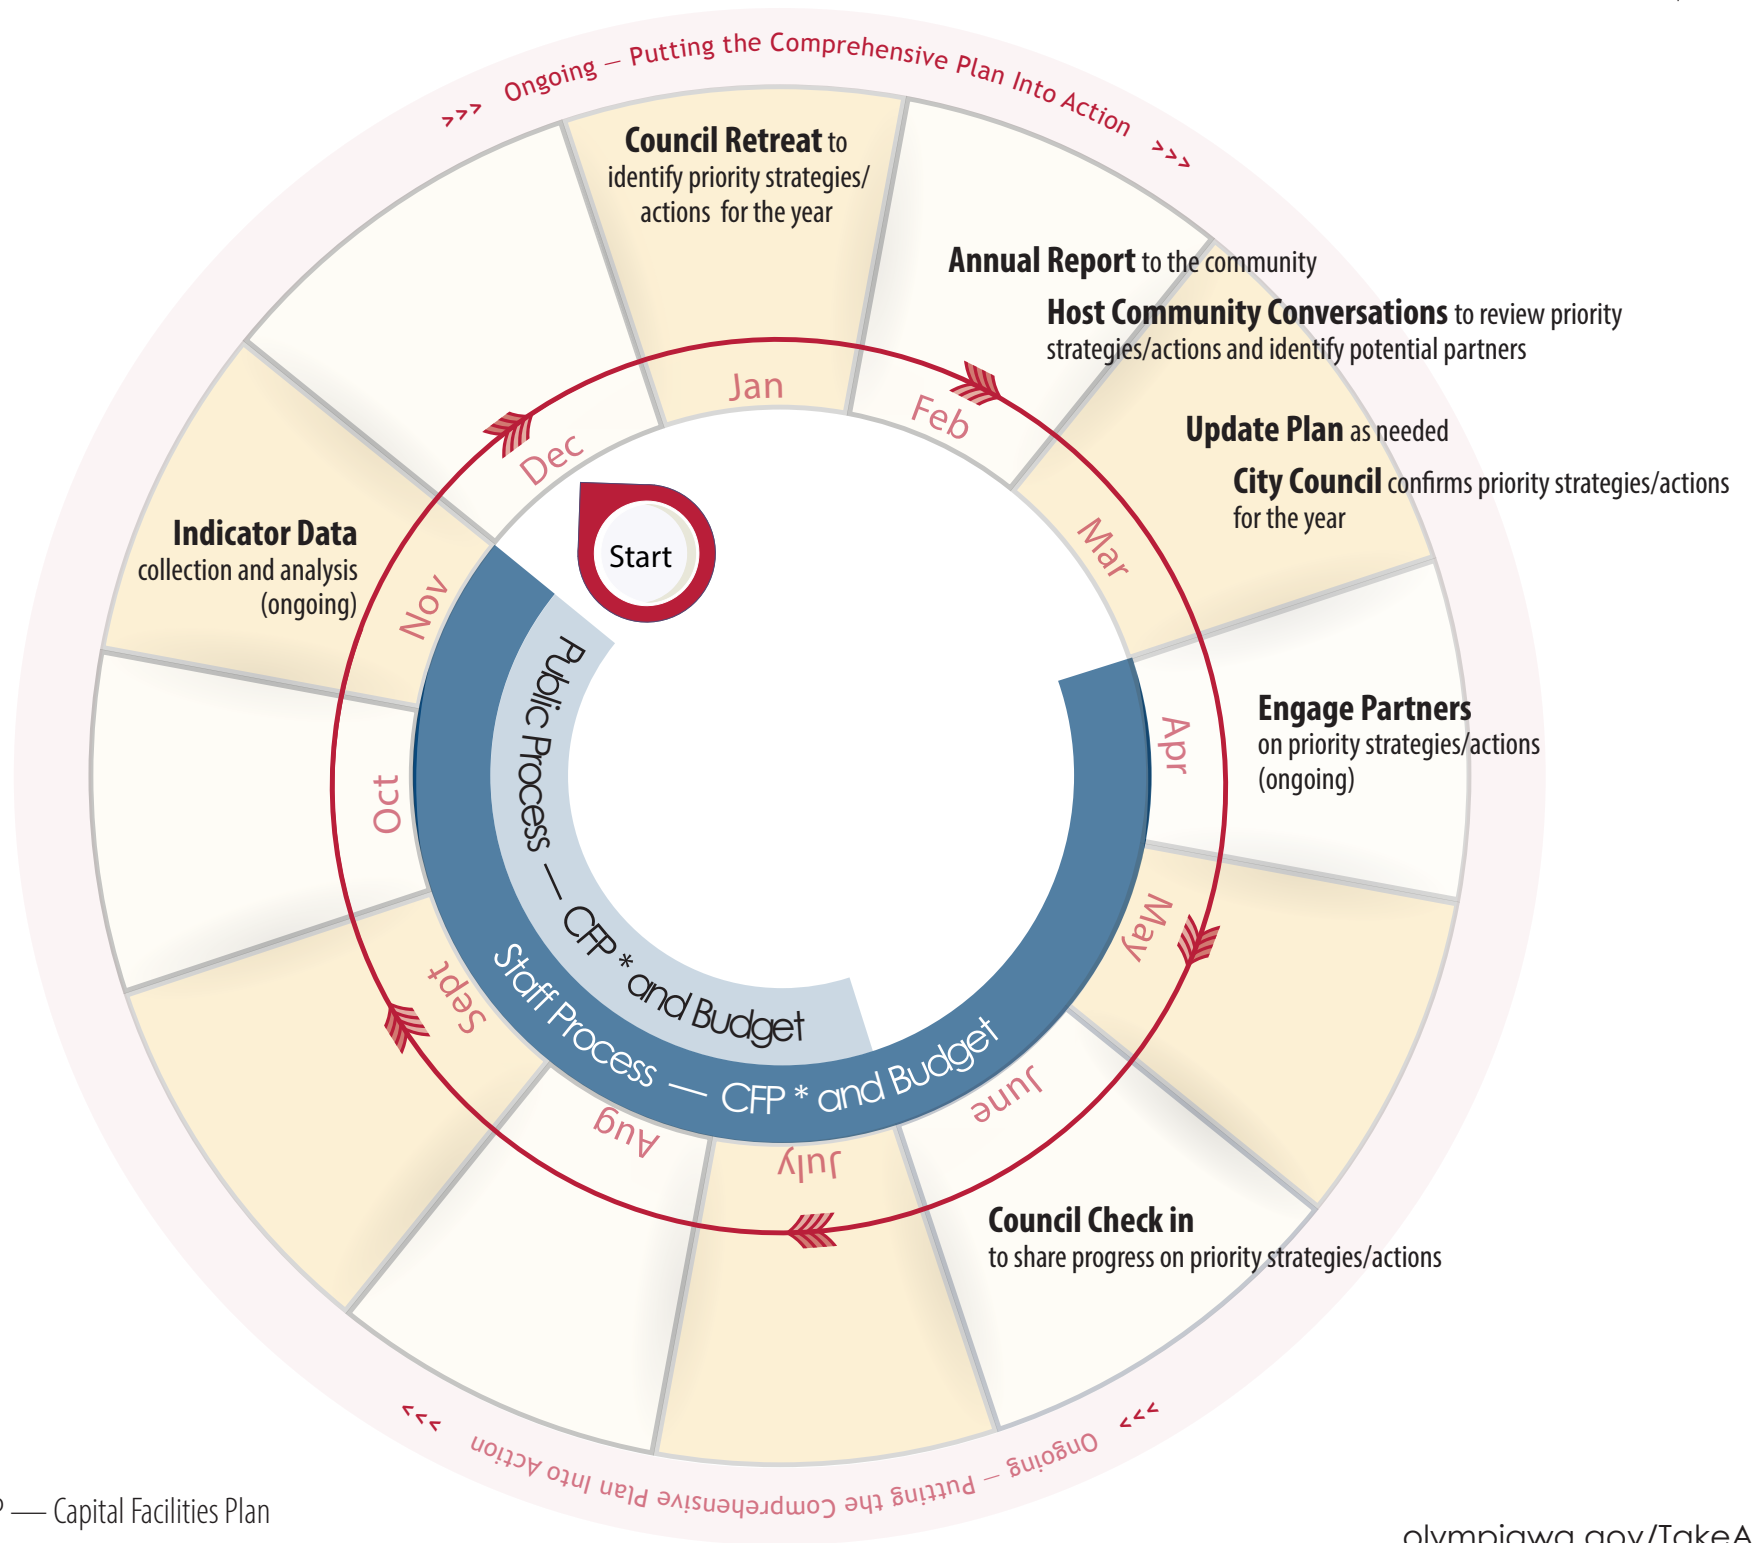 >>> Ongoing — Putting the Comprehensive Plan Into Action >>>
Council Retreat to
identify priority strategies/
actions for the year
Annual Report to the community
Host Community Conversations to review priority
strategies/actions and identify potential partners
Update Plan as needed
City Council confirms priority strategies/actions
for the year
Engage Partners
on priority strategies/actions
(ongoing)
Council Check in
to share progress on priority strategies/actions
Indicator Data
collection and analysis
(ongoing)
Jan
Feb
Mar
Apr
May
June
July
Aug
Sept
Oct
Nov
Dec
Start
Public Process — CFP * and Budget
Staff Process — CFP * and Budget
>>> Ongoing — Putting the Comprehensive Plan Into Action >>>
— Capital Facilities Plan
olympiawa.gov/TakeA